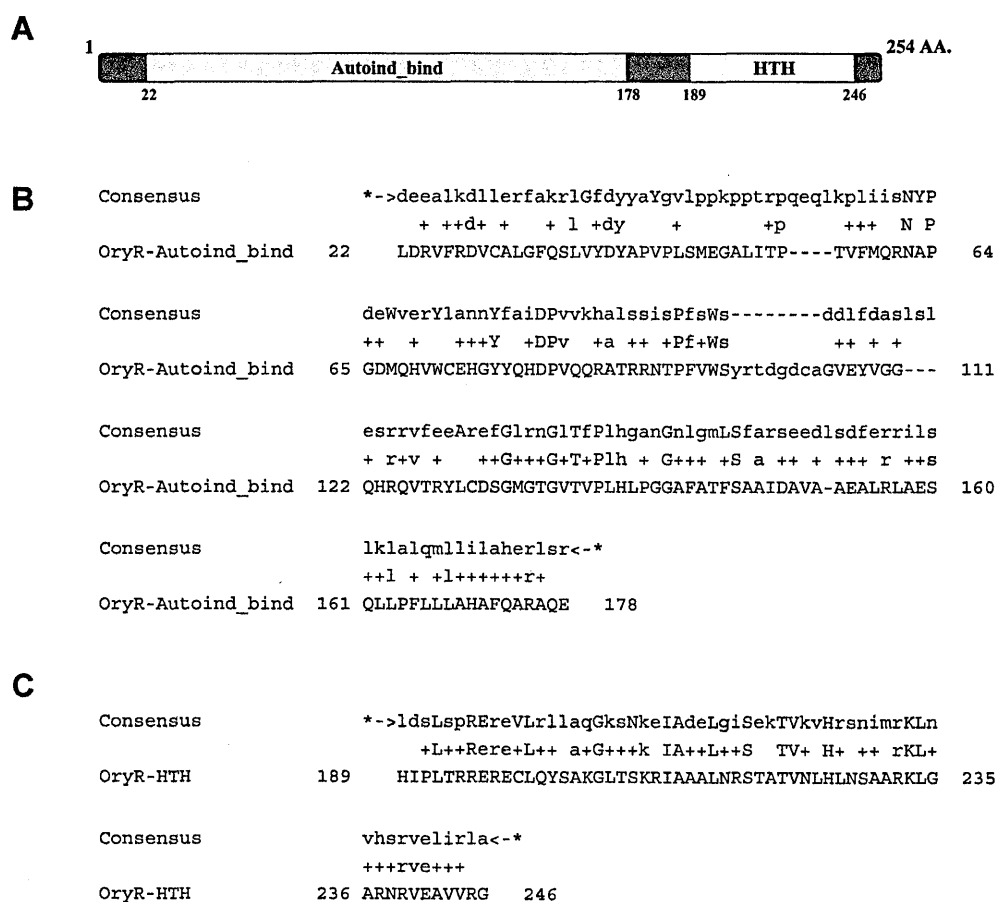 A
1 254 AA.
Autoind_bind HTH
22 178 189 246
B
Consensus *->deealkdllerfakrlGfdyyaYgvlppkpptrpqeqlkpliisNYP
+ ++d+ + + l +dy + +p +++ N P
OryR-Autoind_bind 22 LDRVFRDVCALGFQSLVYDYAPVPLSMEGALITP----TVFMQRNAP 64
Consensus deWverYlannYfaiDPvvkhalssisPfsWs--------ddlfdaslsl
++ + +++Y +DPv +a ++ +Pf+Ws ++ + +
OryR-Autoind_bind 65 GDMQHVWCEHGYYQHDPVQQRATRRNTPFVWSyrtdgdcaGVEYVGG--- 111
Consensus esrrvfeeArefGlrnGlTfPlhganGnlgmLSfarseedlsdferrils
+ r+v + ++G+++G+T+Plh + G+++ +S a ++ + +++ r ++s
OryR-Autoind_bind 122 QHRQVTRYLCDSGMGTGVTVPLHLPGGAFATFSAAIDAVA-AEALRLAES 160
Consensus lklalqmllilaherlsr<-*
++l + +l++++++r+
OryR-Autoind_bind 161 QLLPFLLLAHAFQARAQE 178
C
Consensus *->ldsLspREreVLrllaqGksNkeIAdeLgiSekTVkvHrsnimrKLn
+L++Rere+L++ a+G+++k IA++L++S TV+ H+ ++ rKL+
OryR-HTH 189 HIPLTRRERECLQYSAKGLTSKRIAAALNRSTATVNLHLNSAARKLG 235
Consensus vhsrvelirla<-*
+++rve+++
OryR-HTH 236 ARNRVEAVVRG 246